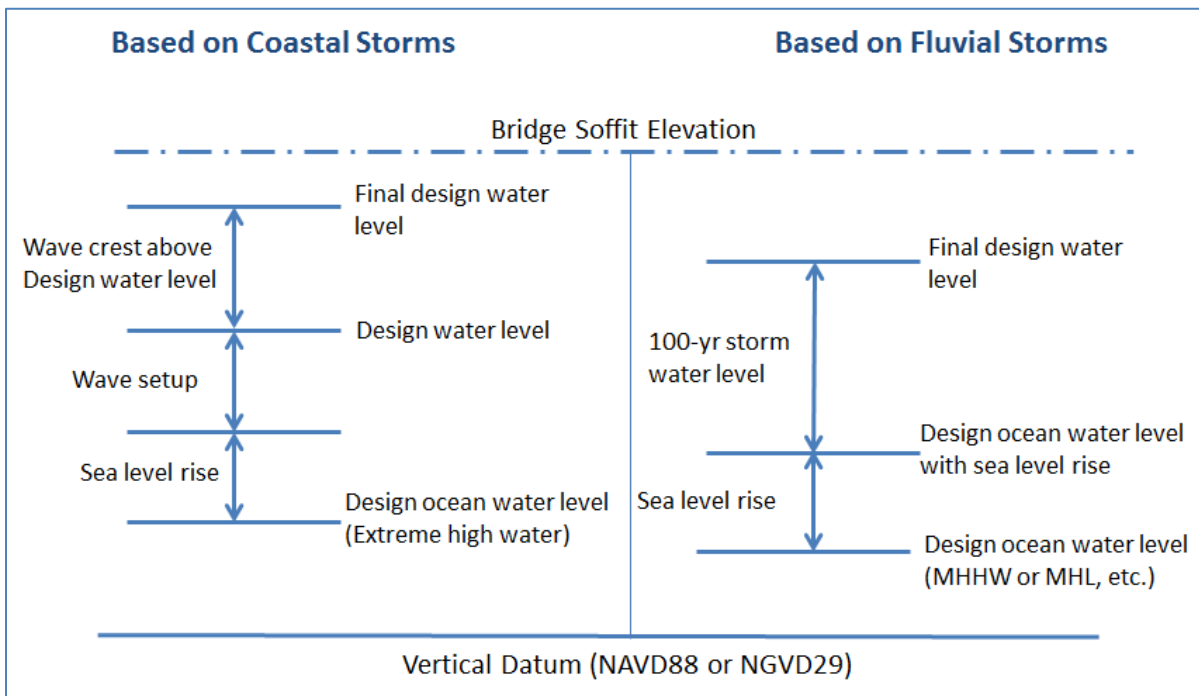 Based on Coastal Storms
Based on Fluvial Storms
Bridge Soffit Elevation
Final design water
level
Wave crest above
Design water level
Design water level
Wave setup
Sea level rise
Design ocean water level
(Extreme high water)
Final design water
level
100-yr storm
water level
Design ocean water level
with sea level rise
Sea level rise
Design ocean water level
(MHHW or MHL, etc.)
Vertical Datum (NAVD88 or NGVD29)